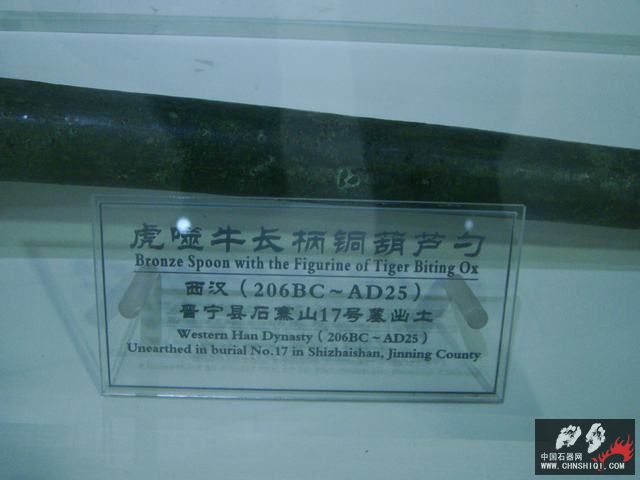 虎噬牛长柄铜葫芦勺
Bronze Spoon with the Figurine of Tiger Biting Ox
西汉（206BC～AD25）
晋宁县石寨山17号墓出土
Western Han Dynasty（206BC～AD25）
Unearthed in burial No.17 in Shizhaishan, Jinning County
中国石器网
WWW.CHNSHIQI.COM